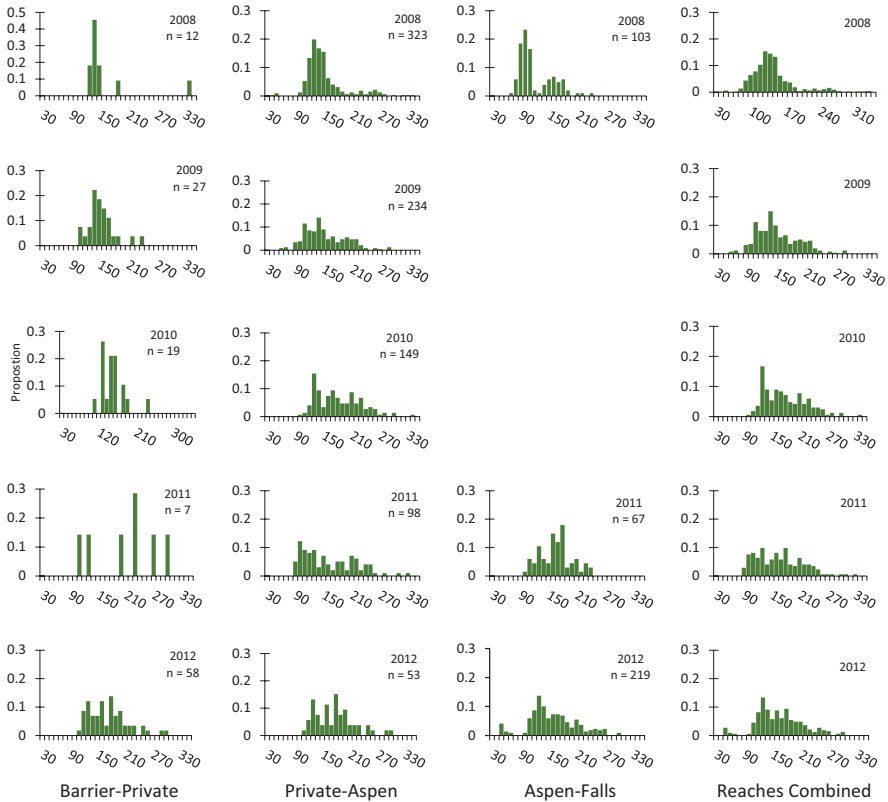 2008
n = 12
0.5
0.4
0.3
0.2
0.1
0
30 90 150 210 270 330
2008
n = 323
0.3
0.2
0.1
0
30 90 150 210 270 330
2008
n = 103
0.3
0.2
0.1
0
30 90 150 210 270 330
2008
0.3
0.2
0.1
0
30 100 170 240 310
2009
n = 27
0.3
0.2
0.1
0
30 90 150 210 270 330
2009
n = 234
0.3
0.2
0.1
0
30 90 150 210 270 330
2009
0.3
0.2
0.1
0
30 90 150 210 270 330
Propostion
2010
n = 19
0.3
0.2
0.1
0
30 120 210 300
2010
n = 149
0.3
0.2
0.1
0
30 90 150 210 270 330
2010
0.3
0.2
0.1
0
30 90 150 210 270 330
2011
n = 7
0.3
0.2
0.1
0
30 90 150 210 270 330
2011
n = 98
0.3
0.2
0.1
0
30 90 150 210 270 330
2011
n = 67
0.3
0.2
0.1
0
30 90 150 210 270 330
2011
0.3
0.2
0.1
0
30 90 150 210 270 330
2012
n = 58
0.3
0.2
0.1
0
30 90 150 210 270 330
2012
n = 53
0.3
0.2
0.1
0
30 90 150 210 270 330
2012
n = 219
0.3
0.2
0.1
0
30 90 150 210 270 330
2012
0.3
0.2
0.1
0
30 90 150 210 270 330
Barrier-Private
Private-Aspen
Aspen-Falls
Reaches Combined